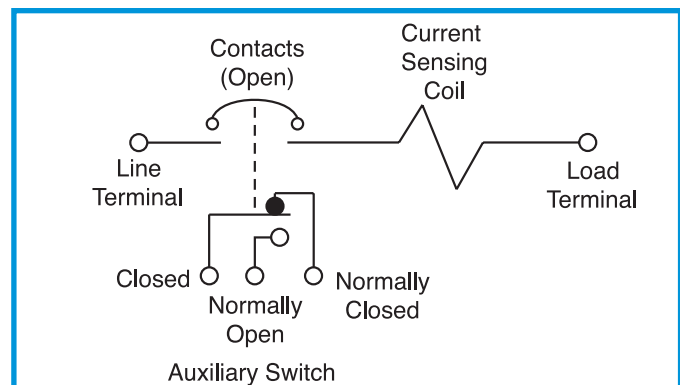 Contacts
(Open)
Current
Sensing
Coil
Line
Terminal
Load
Terminal
Closed
Normally
Open
Normally
Closed
Auxiliary Switch